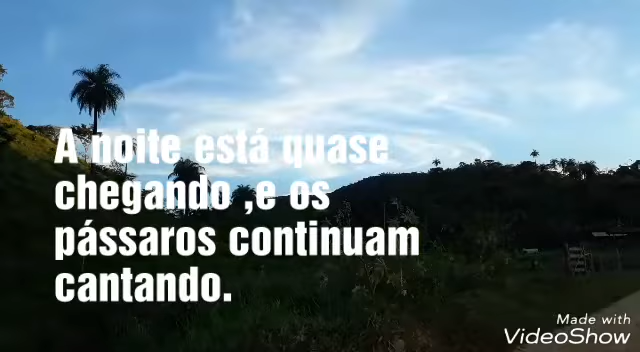 A noite está quase
chegando ,e os
pássaros continuam
cantando.
Made with
VideoShow